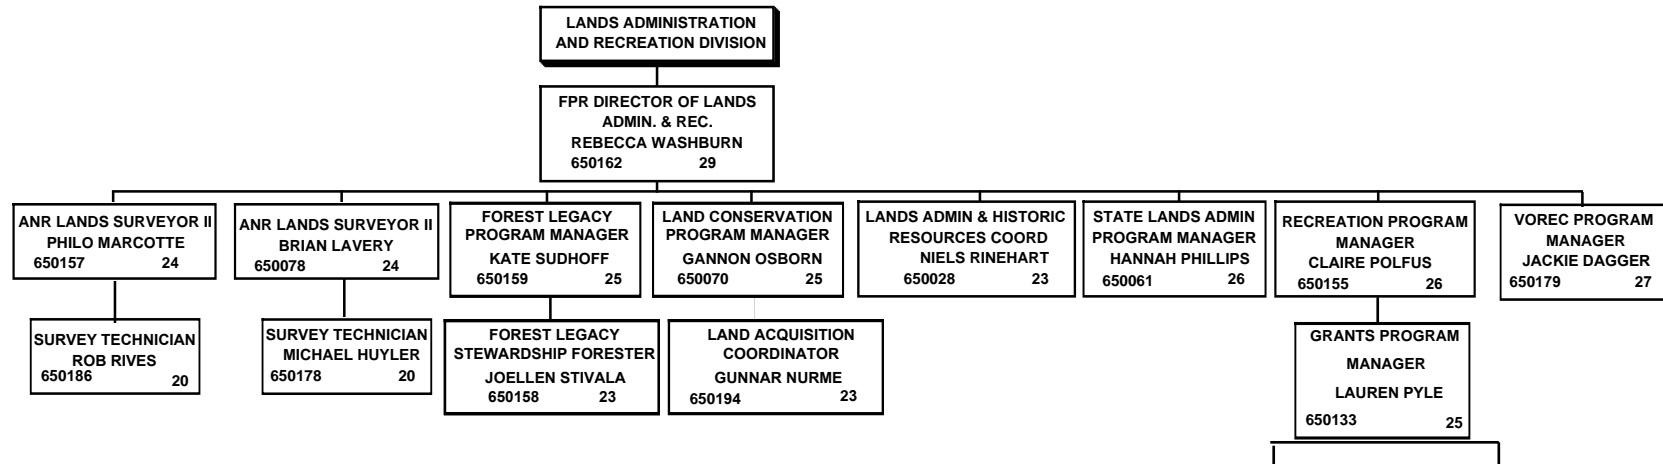 LANDS ADMINISTRATION
AND RECREATION DIVISION
FPR DIRECTOR OF LANDS
ADMIN. & REC.
REBECCA WASHBURN
650162 29
ANR LANDS SURVEYOR II
PHILO MARCOTTE
650157 24
ANR LANDS SURVEYOR II
BRIAN LAVERY
650078 24
FOREST LEGACY
PROGRAM MANAGER
KATE SUDHOFF
650159 25
LAND CONSERVATION
PROGRAM MANAGER
GANNON OSBORN
650070 25
LANDS ADMIN & HISTORIC
RESOURCES COORD
NIELS RINEHART
650028 23
STATE LANDS ADMIN
PROGRAM MANAGER
HANNAH PHILLIPS
650061 26
RECREATION PROGRAM
MANAGER
CLAIRE POLFUS
650155 26
VOREC PROGRAM
MANAGER
JACKIE DAGGER
650179 27
SURVEY TECHNICIAN
ROB RIVES
650186 20
SURVEY TECHNICIAN
MICHAEL HUYLER
650178 20
FOREST LEGACY
STEWARDSHIP FORESTER
JOELLEN STIVALA
650158 23
LAND ACQUISITION
COORDINATOR
GUNNAR NURME
650194 23
GRANTS PROGRAM
MANAGER
LAUREN PYLE
650133 25